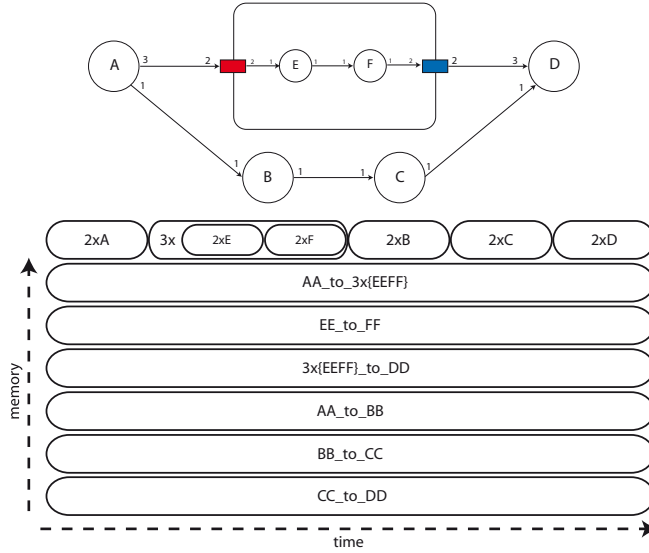 A 3 2 2 1 E 1 1 F 1 2 2 3 D
1 1
1 B 1 1 C 1
2xA 3x 2xE 2xF 2xB 2xC 2xD
AA_to_3x{EEFF}
EE_to_FF
3x{EEFF}_to_DD
AA_to_BB
BB_to_CC
CC_to_DD
memory
time